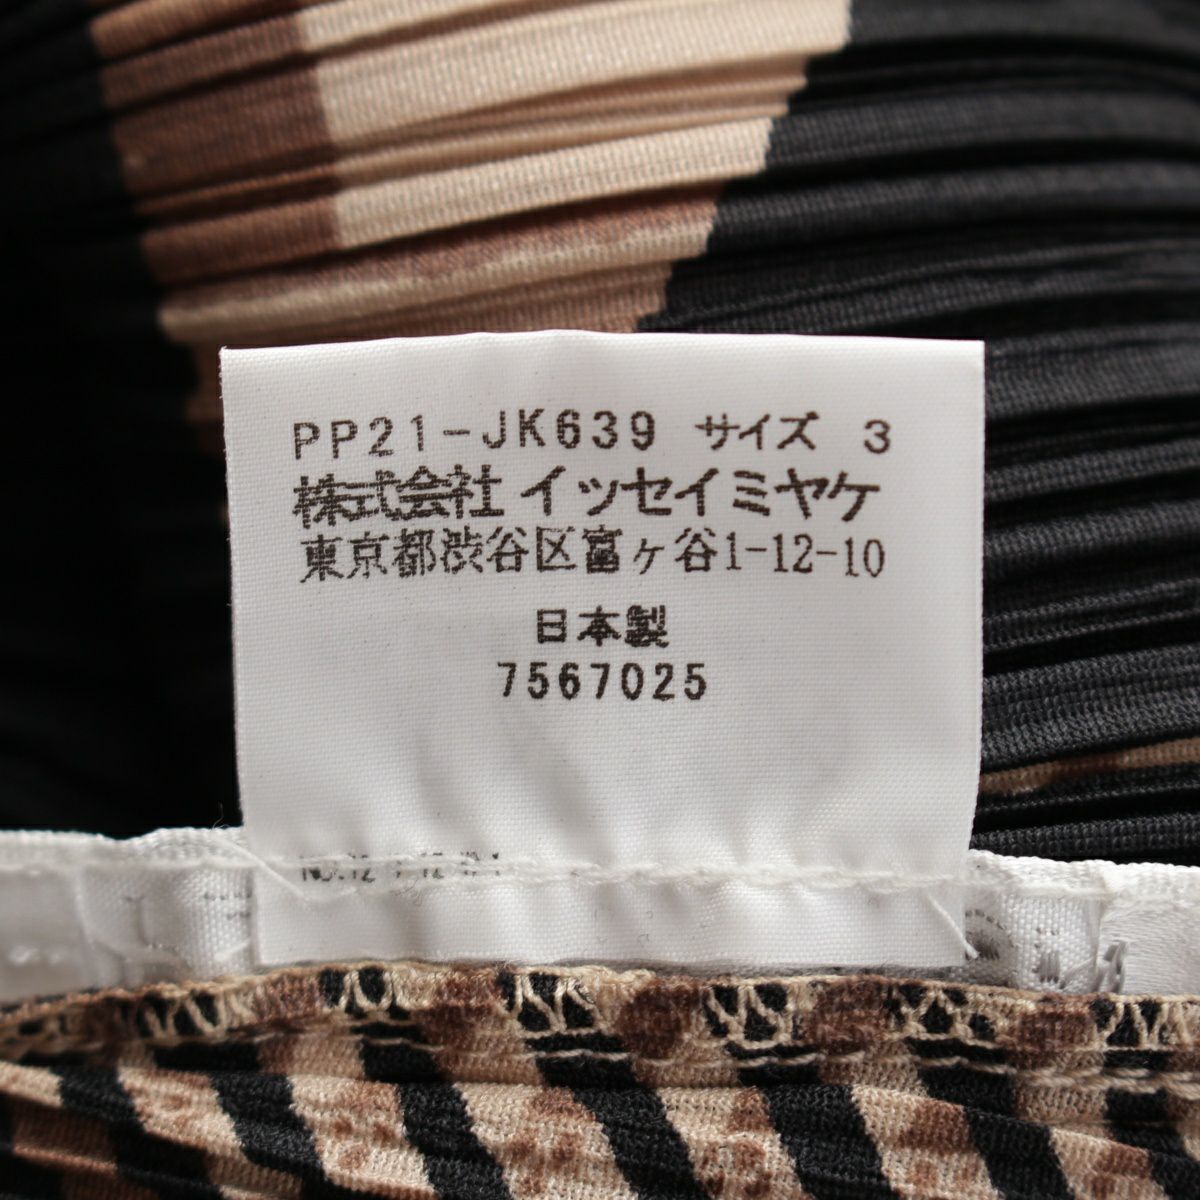 PP21-JK639 サイズ 3
株式会社イッセイミヤケ
東京都渋谷区富ヶ谷1-12-10
日本製
7567025